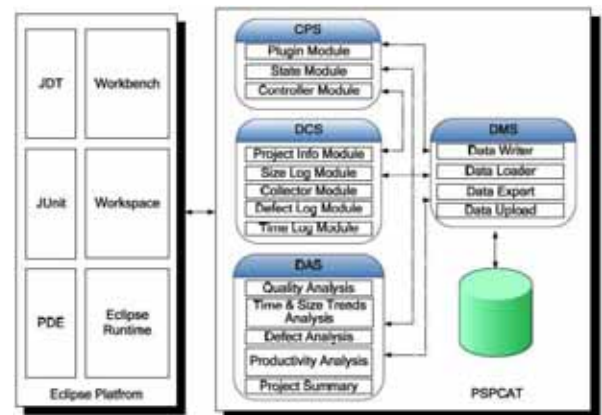 JDT
Workbench
JUnit
Workspace
PDE
Eclipse
Runtime
Eclipse Platfrom
CPS
Plugin Module
State Module
Controller Module
DCS
Project Info Module
Size Log Module
Collector Module
Defect Log Module
Time Log Module
DAS
Quality Analysis
Time & Size Trends
Analysis
Defect Analysis
Productivity Analysis
Project Summary
DMS
Data Writer
Data Loader
Data Export
Data Upload
PSPCAT